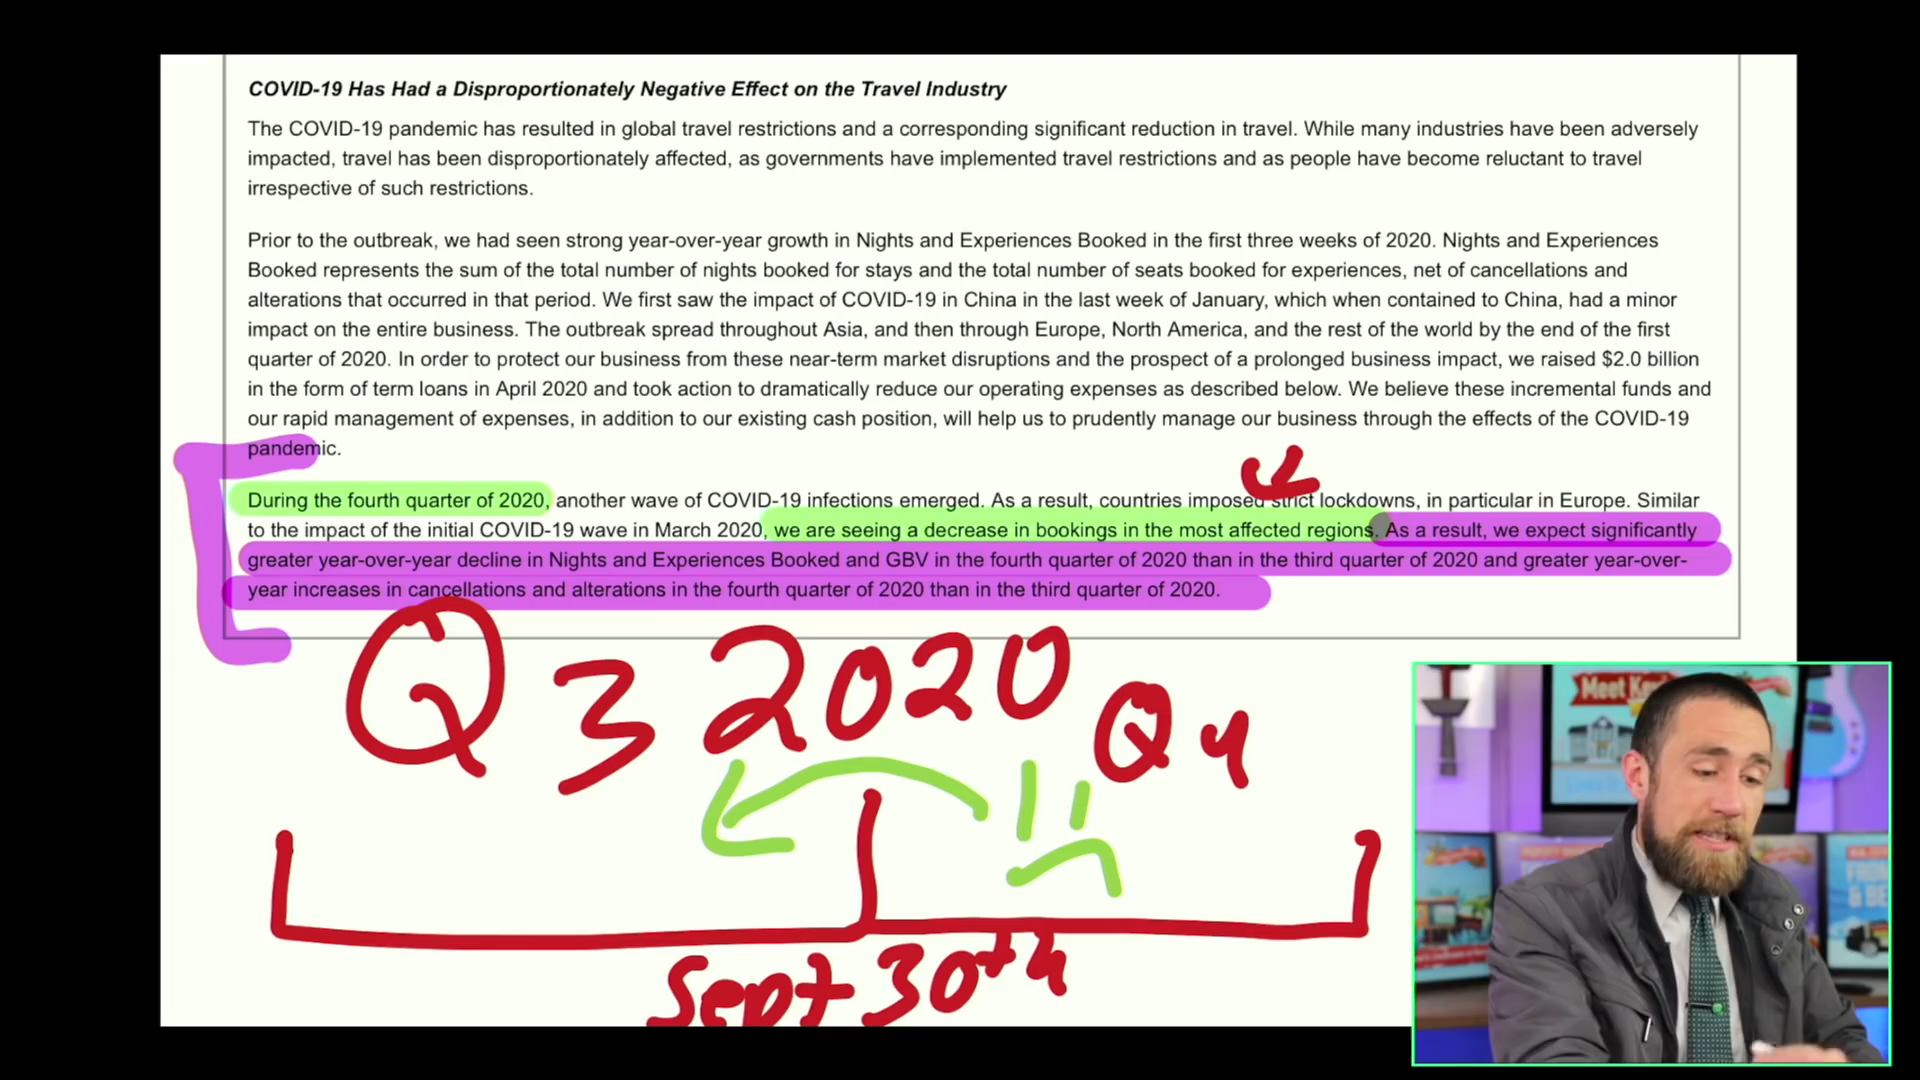 COVID-19 Has Had a Disproportionately Negative Effect on the Travel Industry
The COVID-19 pandemic has resulted in global travel restrictions and a corresponding significant reduction in travel. While many industries have been adversely
impacted, travel has been disproportionately affected, as governments have implemented travel restrictions and as people have become reluctant to travel
irrespective of such restrictions.
Prior to the outbreak, we had seen strong year-over-year growth in Nights and Experiences Booked in the first three weeks of 2020. Nights and Experiences
Booked represents the sum of the total number of nights booked for stays and the total number of seats booked for experiences, net of cancellations and
alterations that occurred in that period. We first saw the impact of COVID-19 in China in the last week of January, which when contained to China, had a minor
impact on the entire business. The outbreak spread throughout Asia, and then through Europe, North America, and the rest of the world by the end of the first
quarter of 2020. In order to protect our business from these near-term market disruptions and the prospect of a prolonged business impact, we raised $2.0 billion
in the form of term loans in April 2020 and took action to dramatically reduce our operating expenses as described below. We believe these incremental funds and
our rapid management of expenses, in addition to our existing cash position, will help us to prudently manage our business through the effects of the COVID-19
pandemic.
During the fourth quarter of 2020, another wave of COVID-19 infections emerged. As a result, countries imposed strict lockdowns, in particular in Europe. Similar
to the impact of the initial COVID-19 wave in March 2020, we are seeing a decrease in bookings in the most affected regions. As a result, we expect significantly
greater year-over-year decline in Nights and Experiences Booked and GBV in the fourth quarter of 2020 than in the third quarter of 2020 and greater year-over-
year increases in cancellations and alterations in the fourth quarter of 2020 than in the third quarter of 2020.
Q3 2020 Q4
Sept 30th
Meet